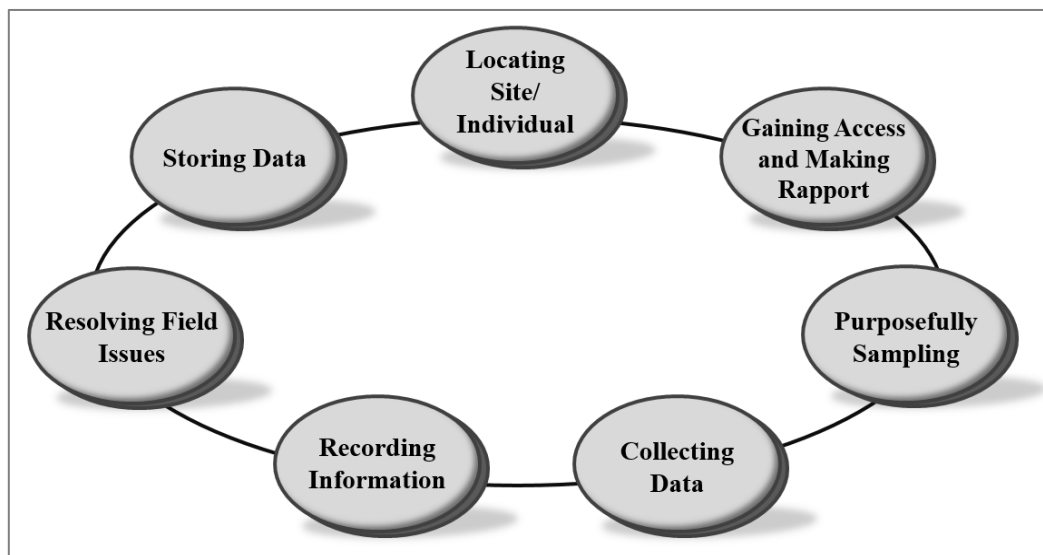 Locating
Site/
Individual
Gaining Access
and Making
Rapport
Purposefully
Sampling
Collecting
Data
Recording
Information
Resolving Field
Issues
Storing Data